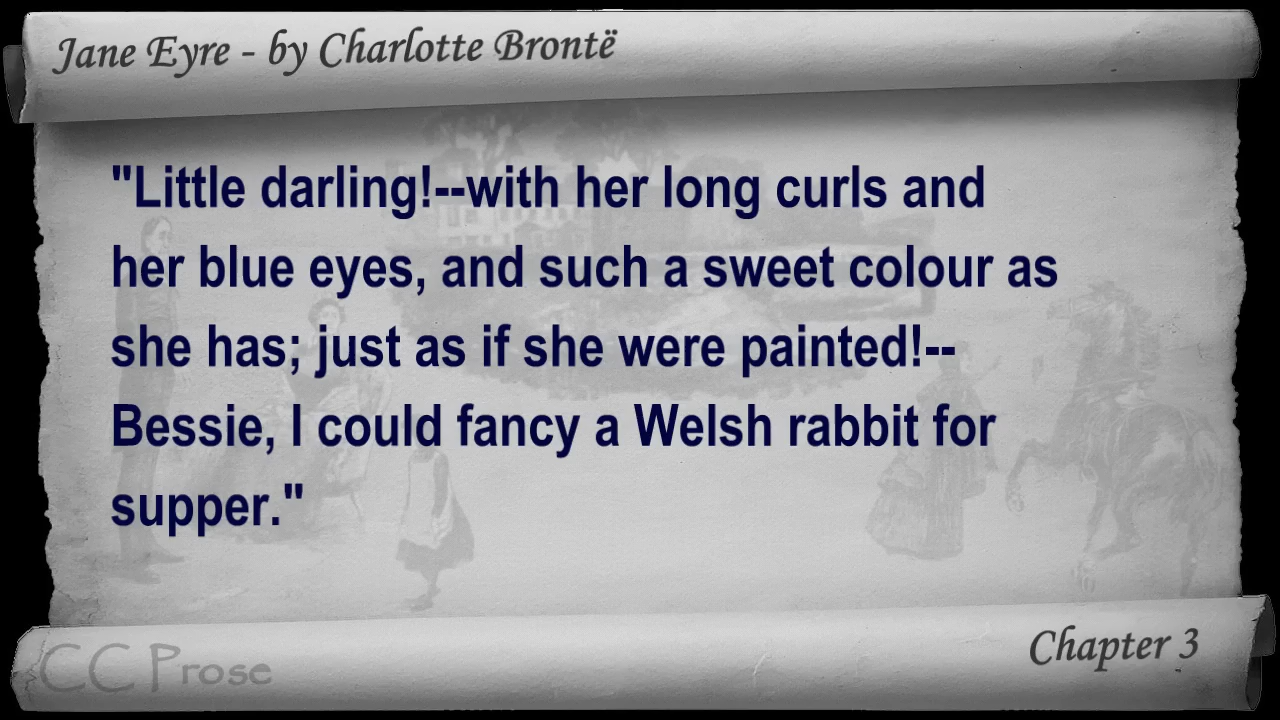 Jane Eyre - by Charlotte Brontë
"Little darling!--with her long curls and
her blue eyes, and such a sweet colour as
she has; just as if she were painted!--
Bessie, I could fancy a Welsh rabbit for
supper."
Chapter 3
CC Prose